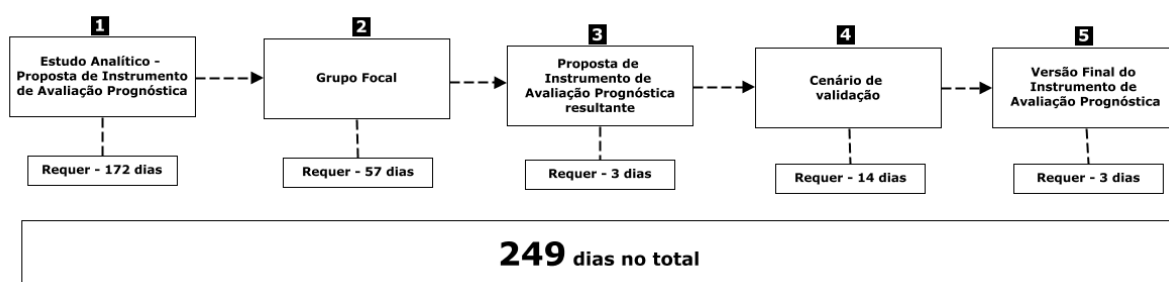 1
Estudo Analítico -
Proposta de Instrumento
de Avaliação Prognóstica
Requer - 172 dias
2
Grupo Focal
Requer - 57 dias
3
Proposta de
Instrumento de
Avaliação Prognóstica
resultante
Requer - 3 dias
4
Cenário de
validação
Requer - 14 dias
5
Versão Final do
Instrumento de
Avaliação Prognóstica
Requer - 3 dias
249 dias no total